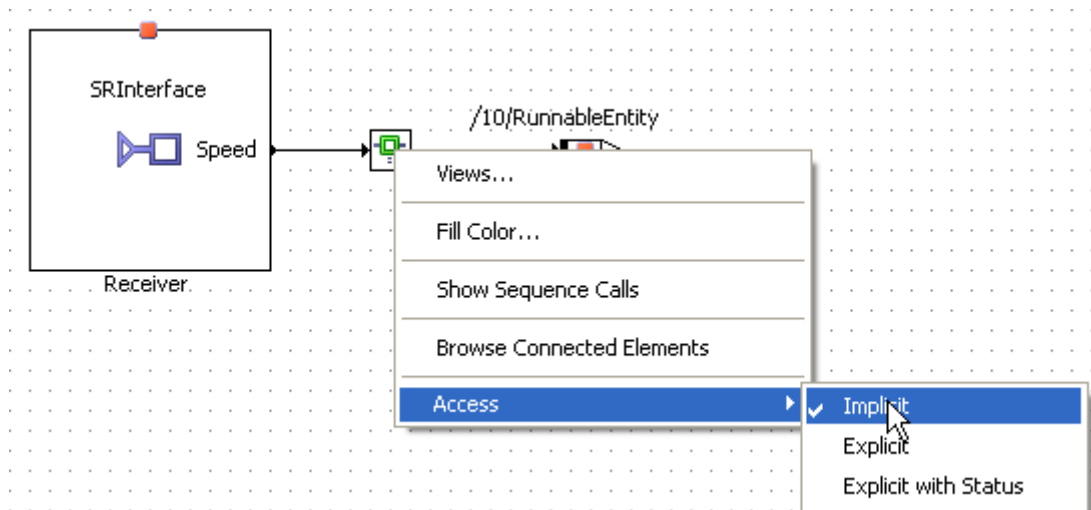 SRInterface
Speed
Receiver
/10/RunnableEntity
Views...
Fill Color...
Show Sequence Calls
Browse Connected Elements
Access
Implicit
Explicit
Explicit with Status